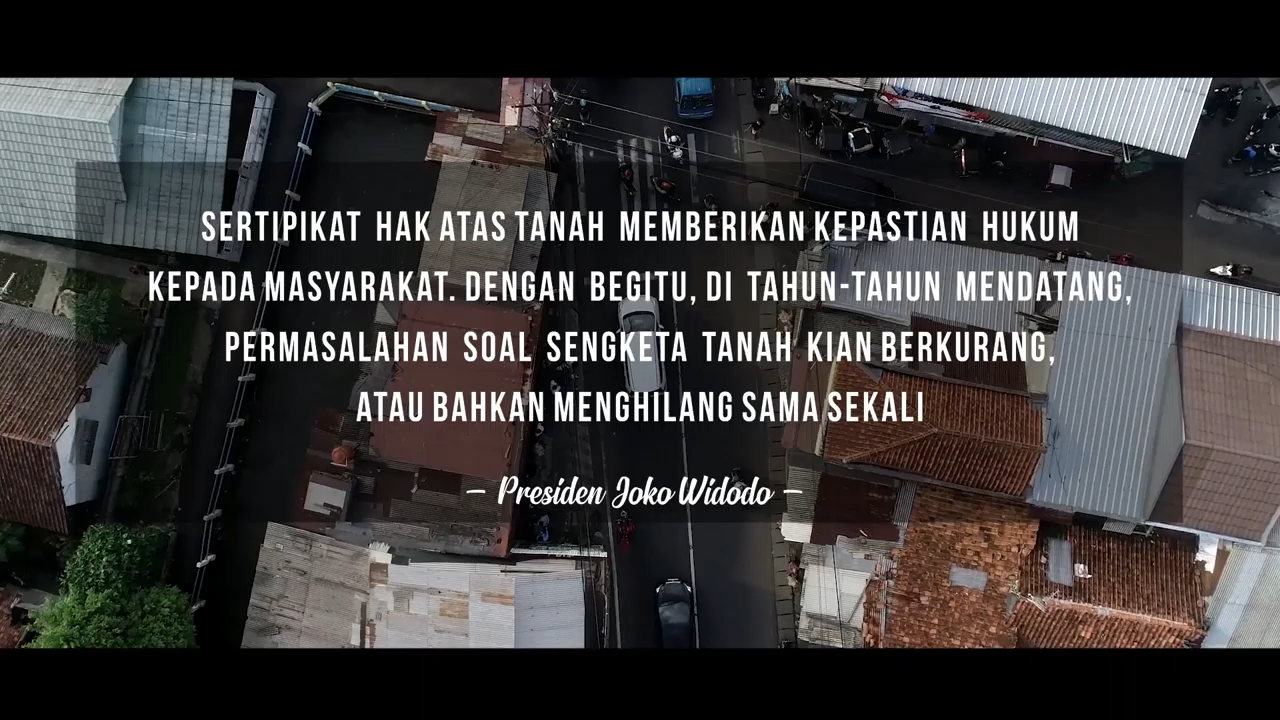 SERTIPIKAT HAK ATAS TANAH MEMBERIKAN KEPASTIAN HUKUM
KEPADA MASYARAKAT. DENGAN BEGITU, DI TAHUN-TAHUN MENDATANG,
PERMASALAHAN SOAL SENGKETA TANAH KIAN BERKURANG,
ATAU BAHKAN MENGHILANG SAMA SEKALI
– Presiden Joko Widodo –